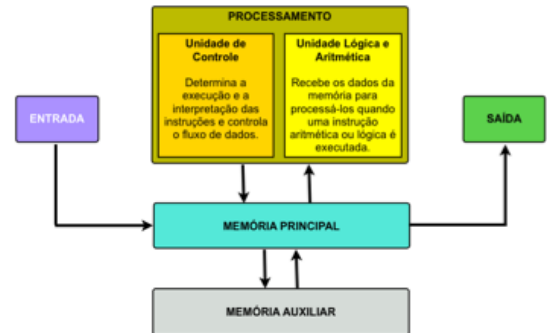 PROCESSAMENTO
Unidade de
Controle
Determina a
execução e a
interpretação das
instruções e controla
o fluxo de dados.
Unidade Lógica e
Aritmética
Recebe os dados da
memória para
processá-los quando
uma instrução
aritmética ou lógica é
executada.
ENTRADA
SAÍDA
MEMÓRIA PRINCIPAL
MEMÓRIA AUXILIAR